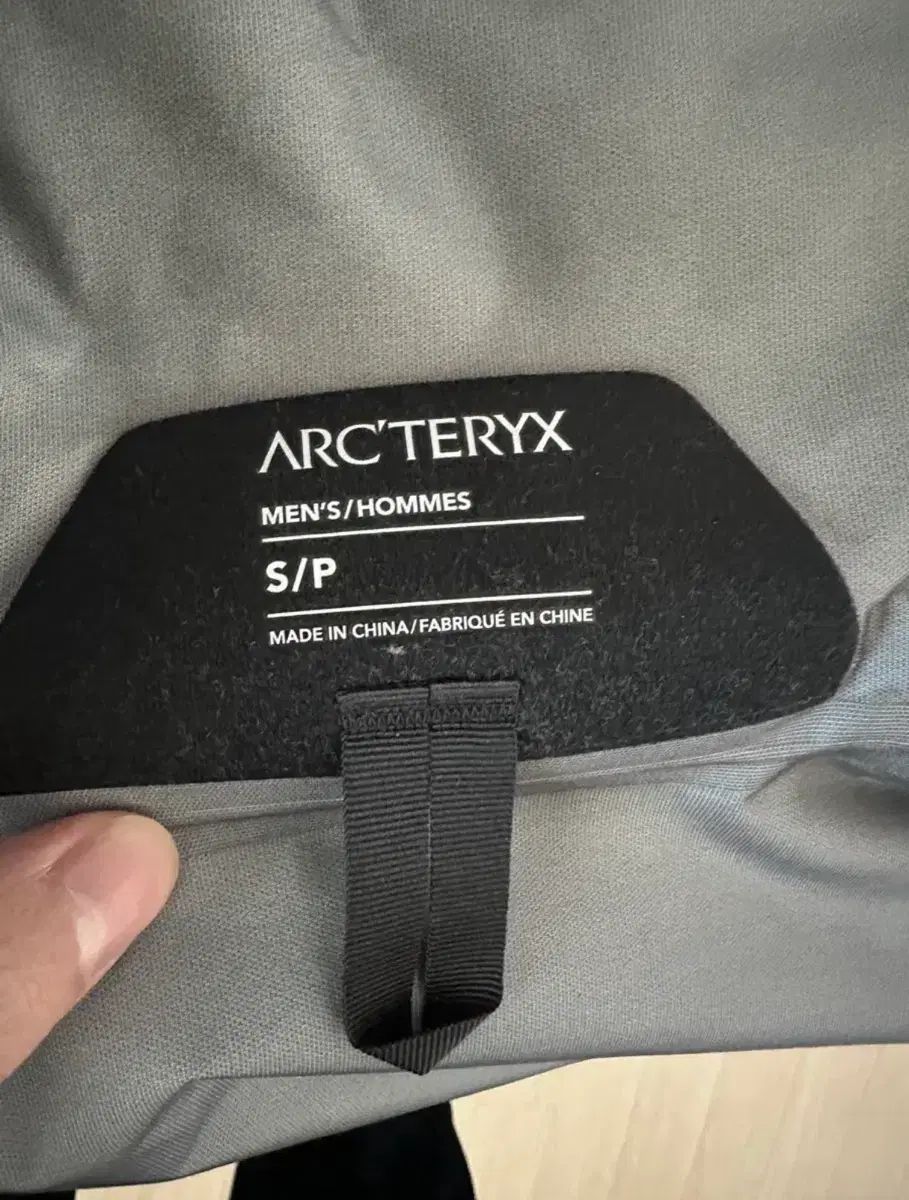 ARC'TERYX
MEN'S/HOMMES
S/P
MADE IN CHINA/FABRIQUÉ EN CHINE